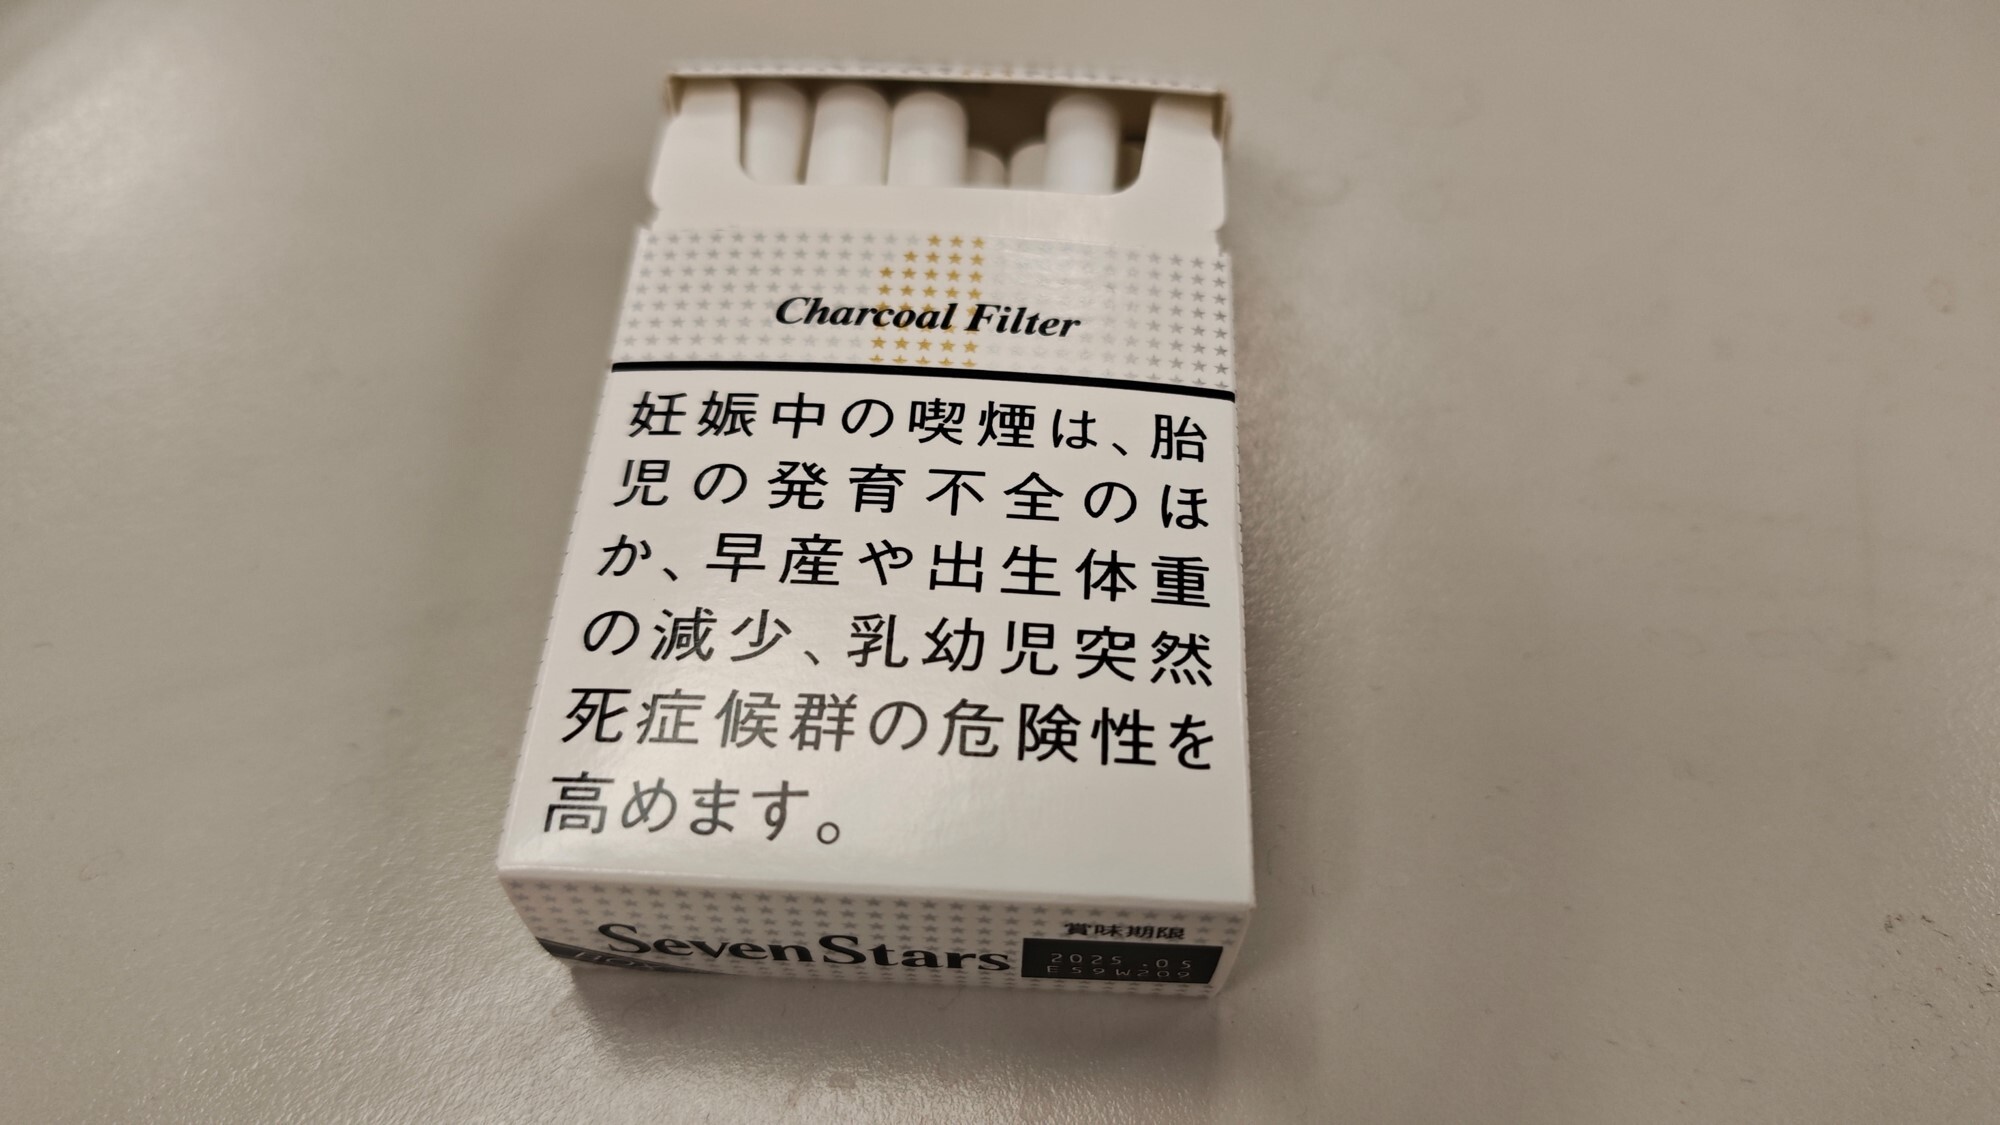 Charcoal Filter
妊娠中の喫煙は、胎
児の発育不全のほ
か、早産や出生体重
の減少、乳幼児突然
死症候群の危険性を
高めます。
SevenStars
賞味期限
2025.05
E59W209
BOX